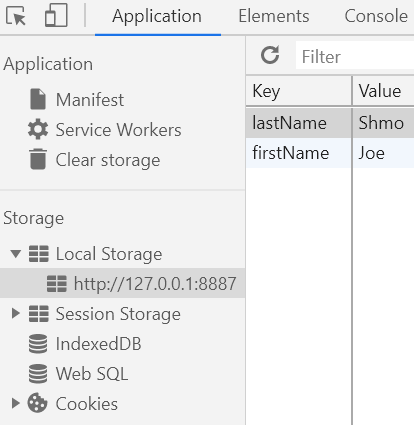 Application Elements Console
Application
Manifest
Service Workers
Clear storage
Storage
Local Storage
http://127.0.0.1:8887
Session Storage
IndexedDB
Web SQL
Cookies
Filter
Key Value
lastName Shmo
firstName Joe